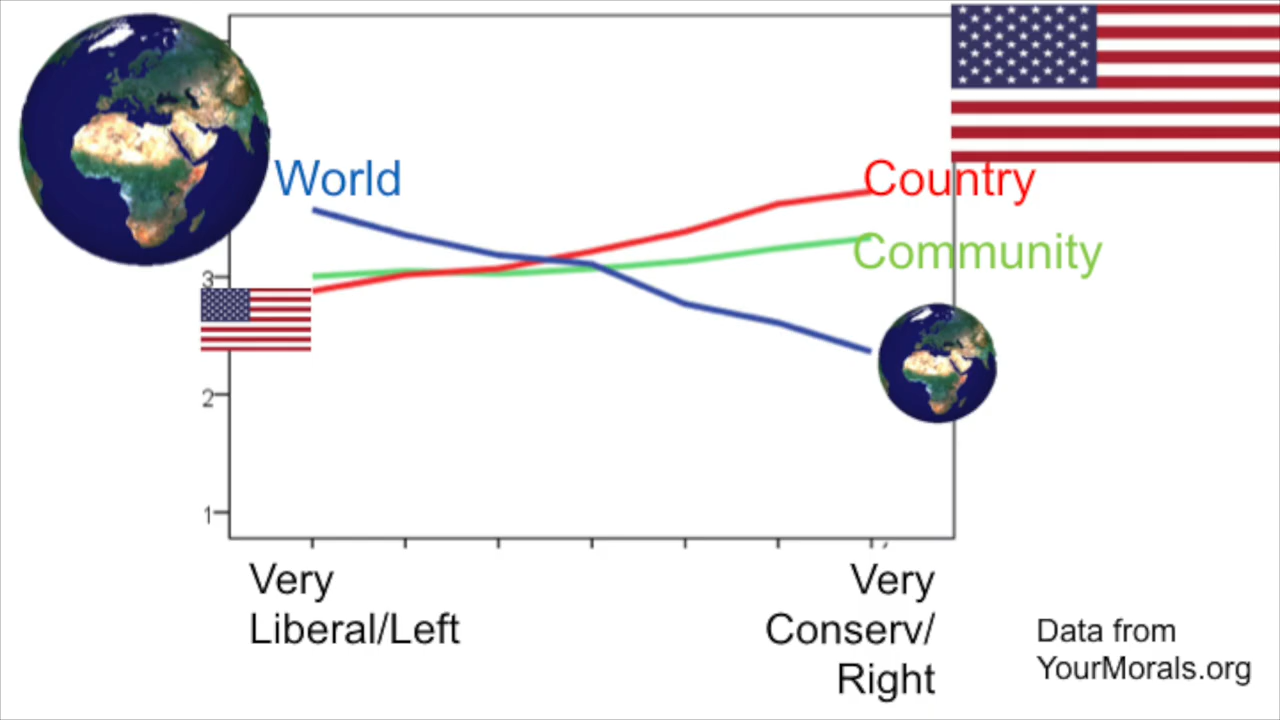 World
Country
Community
3
2
1
Very
Liberal/Left
Very
Conserv/
Right
Data from
YourMorals.org